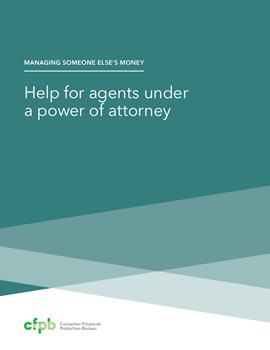 MANAGING SOMEONE ELSE'S MONEY
Help for agents under
a power of attorney
cfpb
Consumer Financial
Protection Bureau